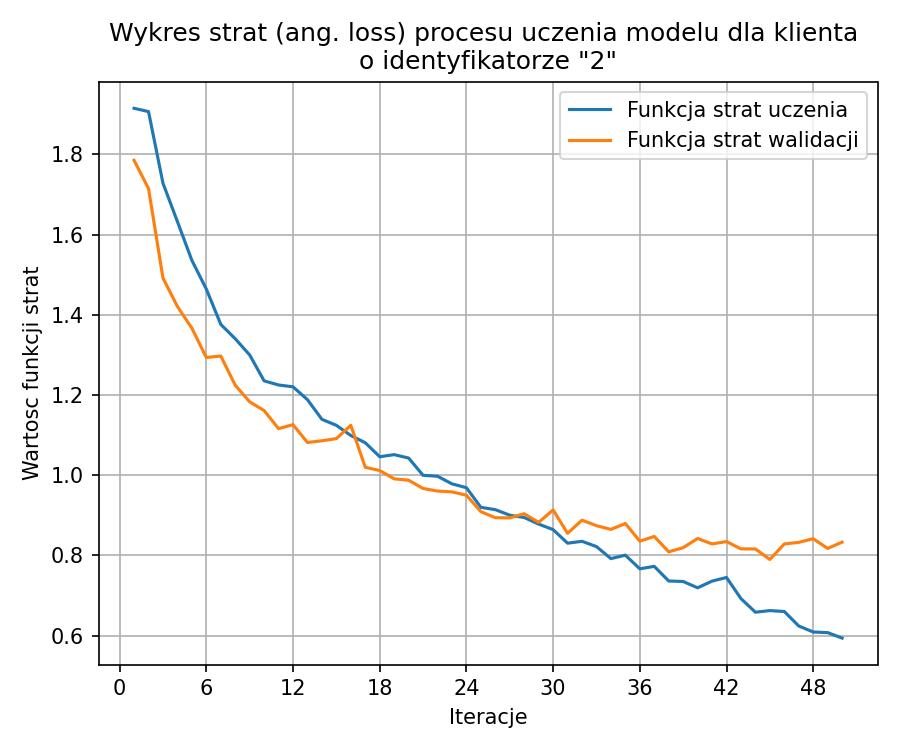 Wykres strat (ang. loss) procesu uczenia modelu dla klienta
o identyfikatorze "2"
Funkcja strat uczenia
Funkcja strat walidacji
Wartosc funkcji strat
1.8
1.6
1.4
1.2
1.0
0.8
0.6
0 6 12 18 24 30 36 42 48
Iteracje